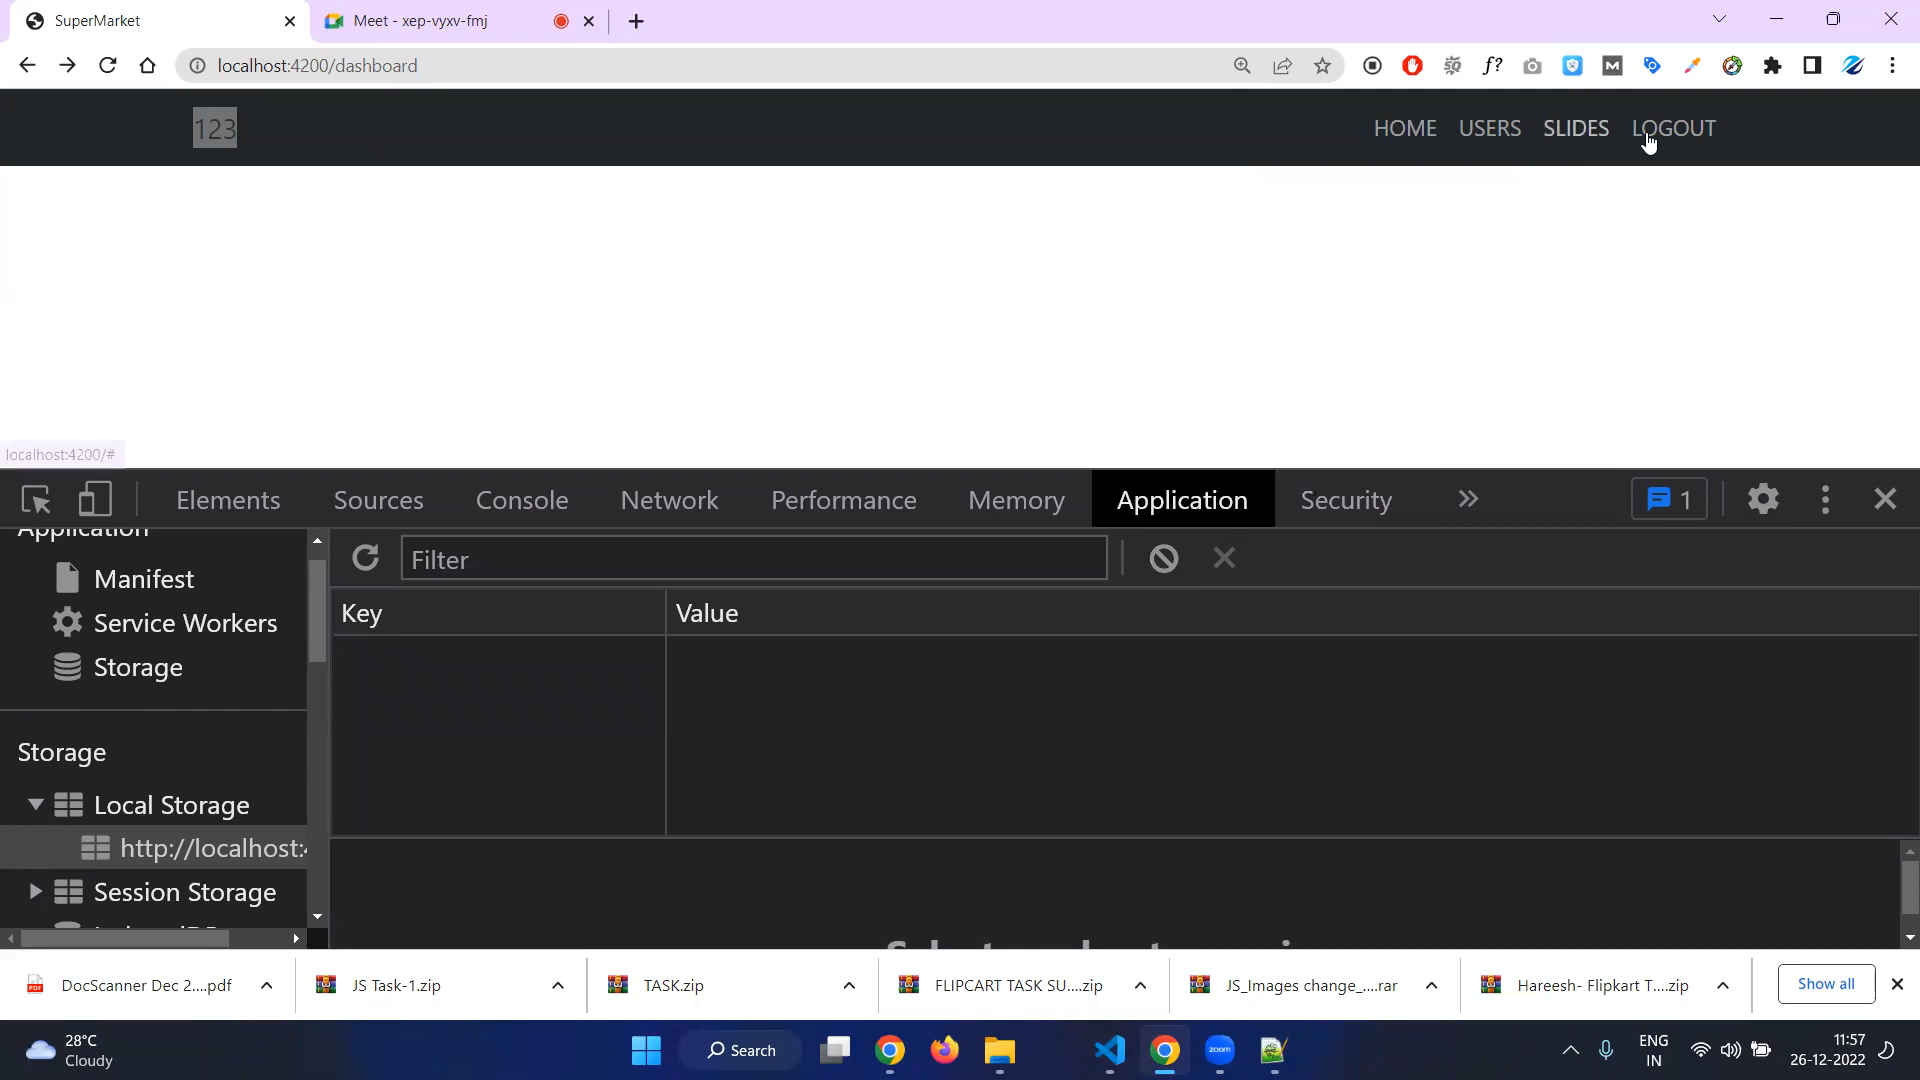 SuperMarket
Meet - xep-vyxv-fmj
localhost:4200/dashboard
123
HOME USERS SLIDES LOGOUT
localhost:4200/#
Elements Sources Console Network Performance Memory Application Security 1
Application
Filter
Manifest
Key Value
Service Workers
Storage
Storage
Local Storage
http://localhost:
Session Storage
DocScanner Dec 2....pdf JS Task-1.zip TASK.zip FLIPCART TASK SU....zip JS_Images change_....rar Hareesh- Flipkart T....zip Show all
28°C
Cloudy
Search
zoom
ENG
IN
11:57
26-12-2022